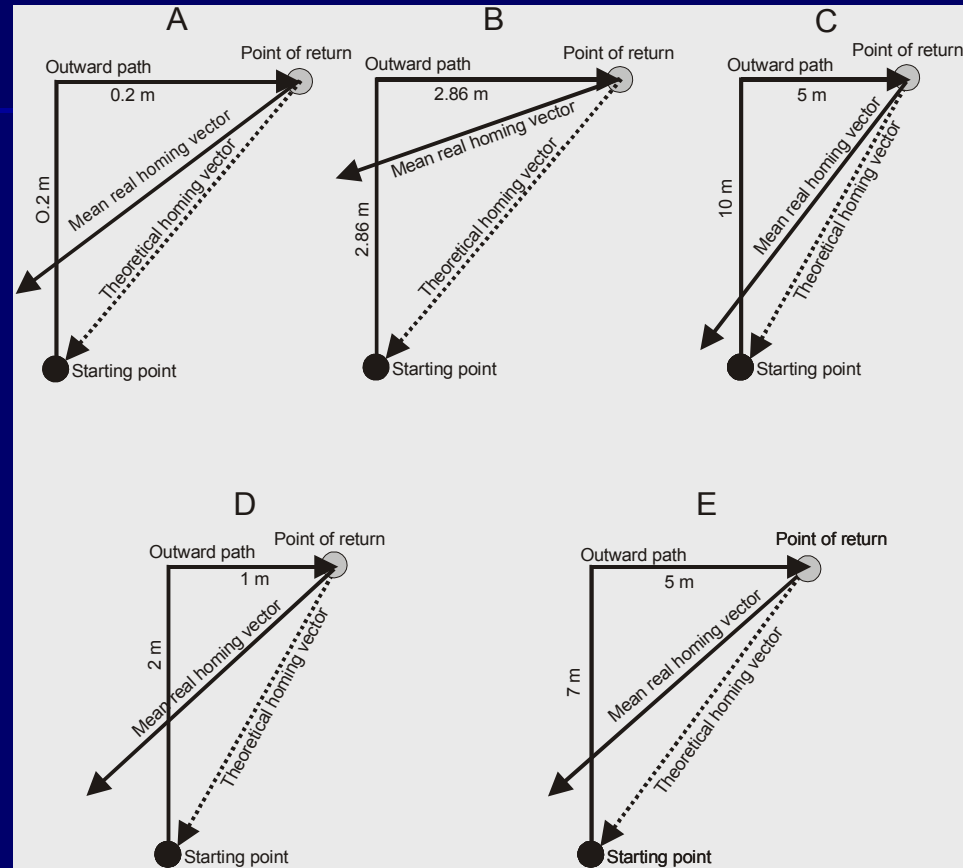 A
Point of return
Outward path
0.2 m
O.2 m
Mean real homing vector
Theoretical homing vector
Starting point
B
Point of return
Outward path
2.86 m
2.86 m
Mean real homing vector
Theoretical homing vector
Starting point
C
Point of return
Outward path
5 m
10 m
Mean real homing vector
Theoretical homing vector
Starting point
D
Point of return
Outward path
1 m
2 m
Mean real homing vector
Theoretical homing vector
Starting point
E
Point of return
Outward path
5 m
7 m
Mean real homing vector
Theoretical homing vector
Starting point